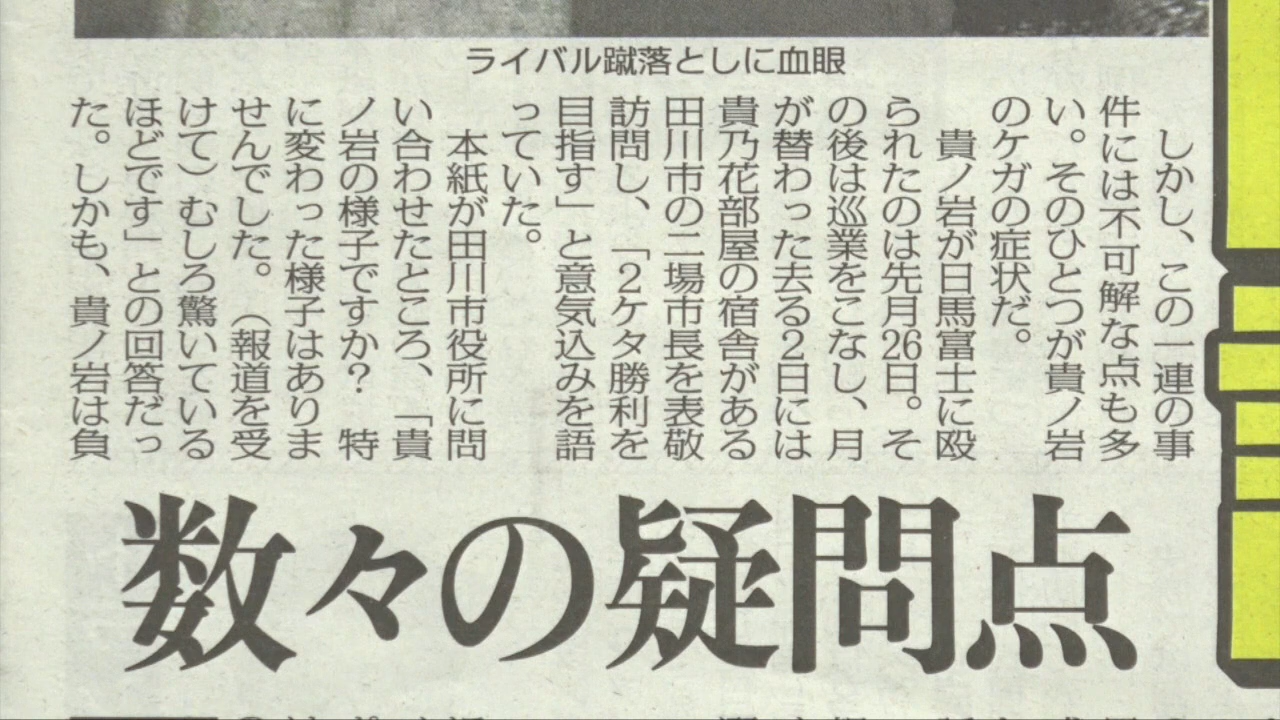 ライバル蹴落としに血眼
しかし、この一連の事
件には不可解な点も多
い。そのひとつが貴ノ岩
のケガの症状だ。
貴ノ岩が日馬富士に殴
られたのは先月26日。そ
の後は巡業をこなし、月
が替わった去る2日には
貴乃花部屋の宿舎がある
田川市の二場市長を表敬
訪問し、「2ケタ勝利を
目指す」と意気込みを語
っていた。
本紙が田川市役所に問
い合わせたところ、「貴
ノ岩の様子ですか? 特
に変わった様子はありま
せんでした。(報道を受
けて)むしろ驚いている
ほどです」との回答だっ
た。しかも、貴ノ岩は負
数々の疑問点